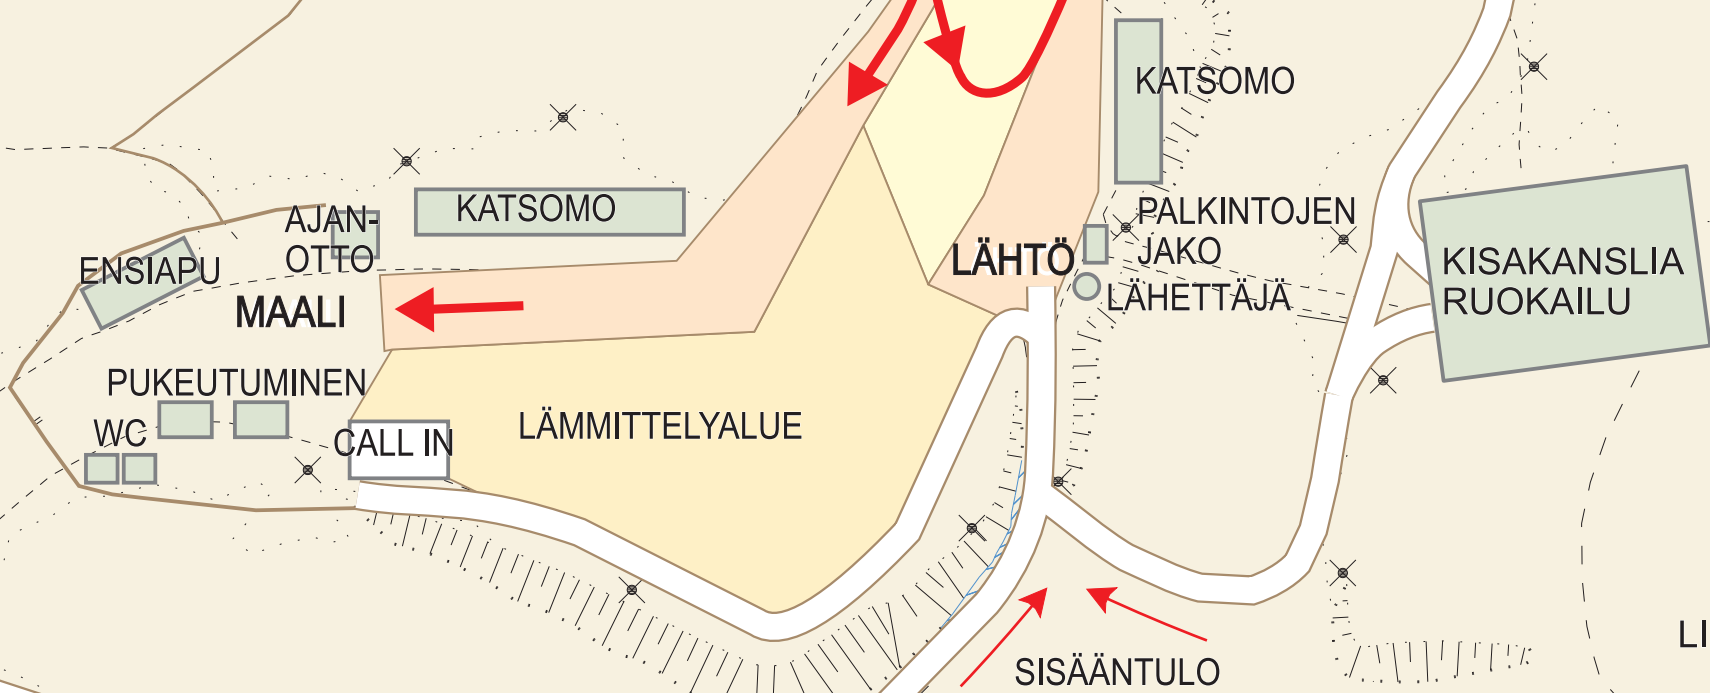 KATSOMO
KATSOMO
AJAN-
OTTO
PALKINTOJEN
JAKO
ENSIAPU
LÄHTÖ
KISAKANSLIA
RUOKAILU
MAALI
LÄHETTÄJÄ
PUKEUTUMINEN
WC
CALL IN
LÄMMITTELYALUE
SISÄÄNTULO
LI